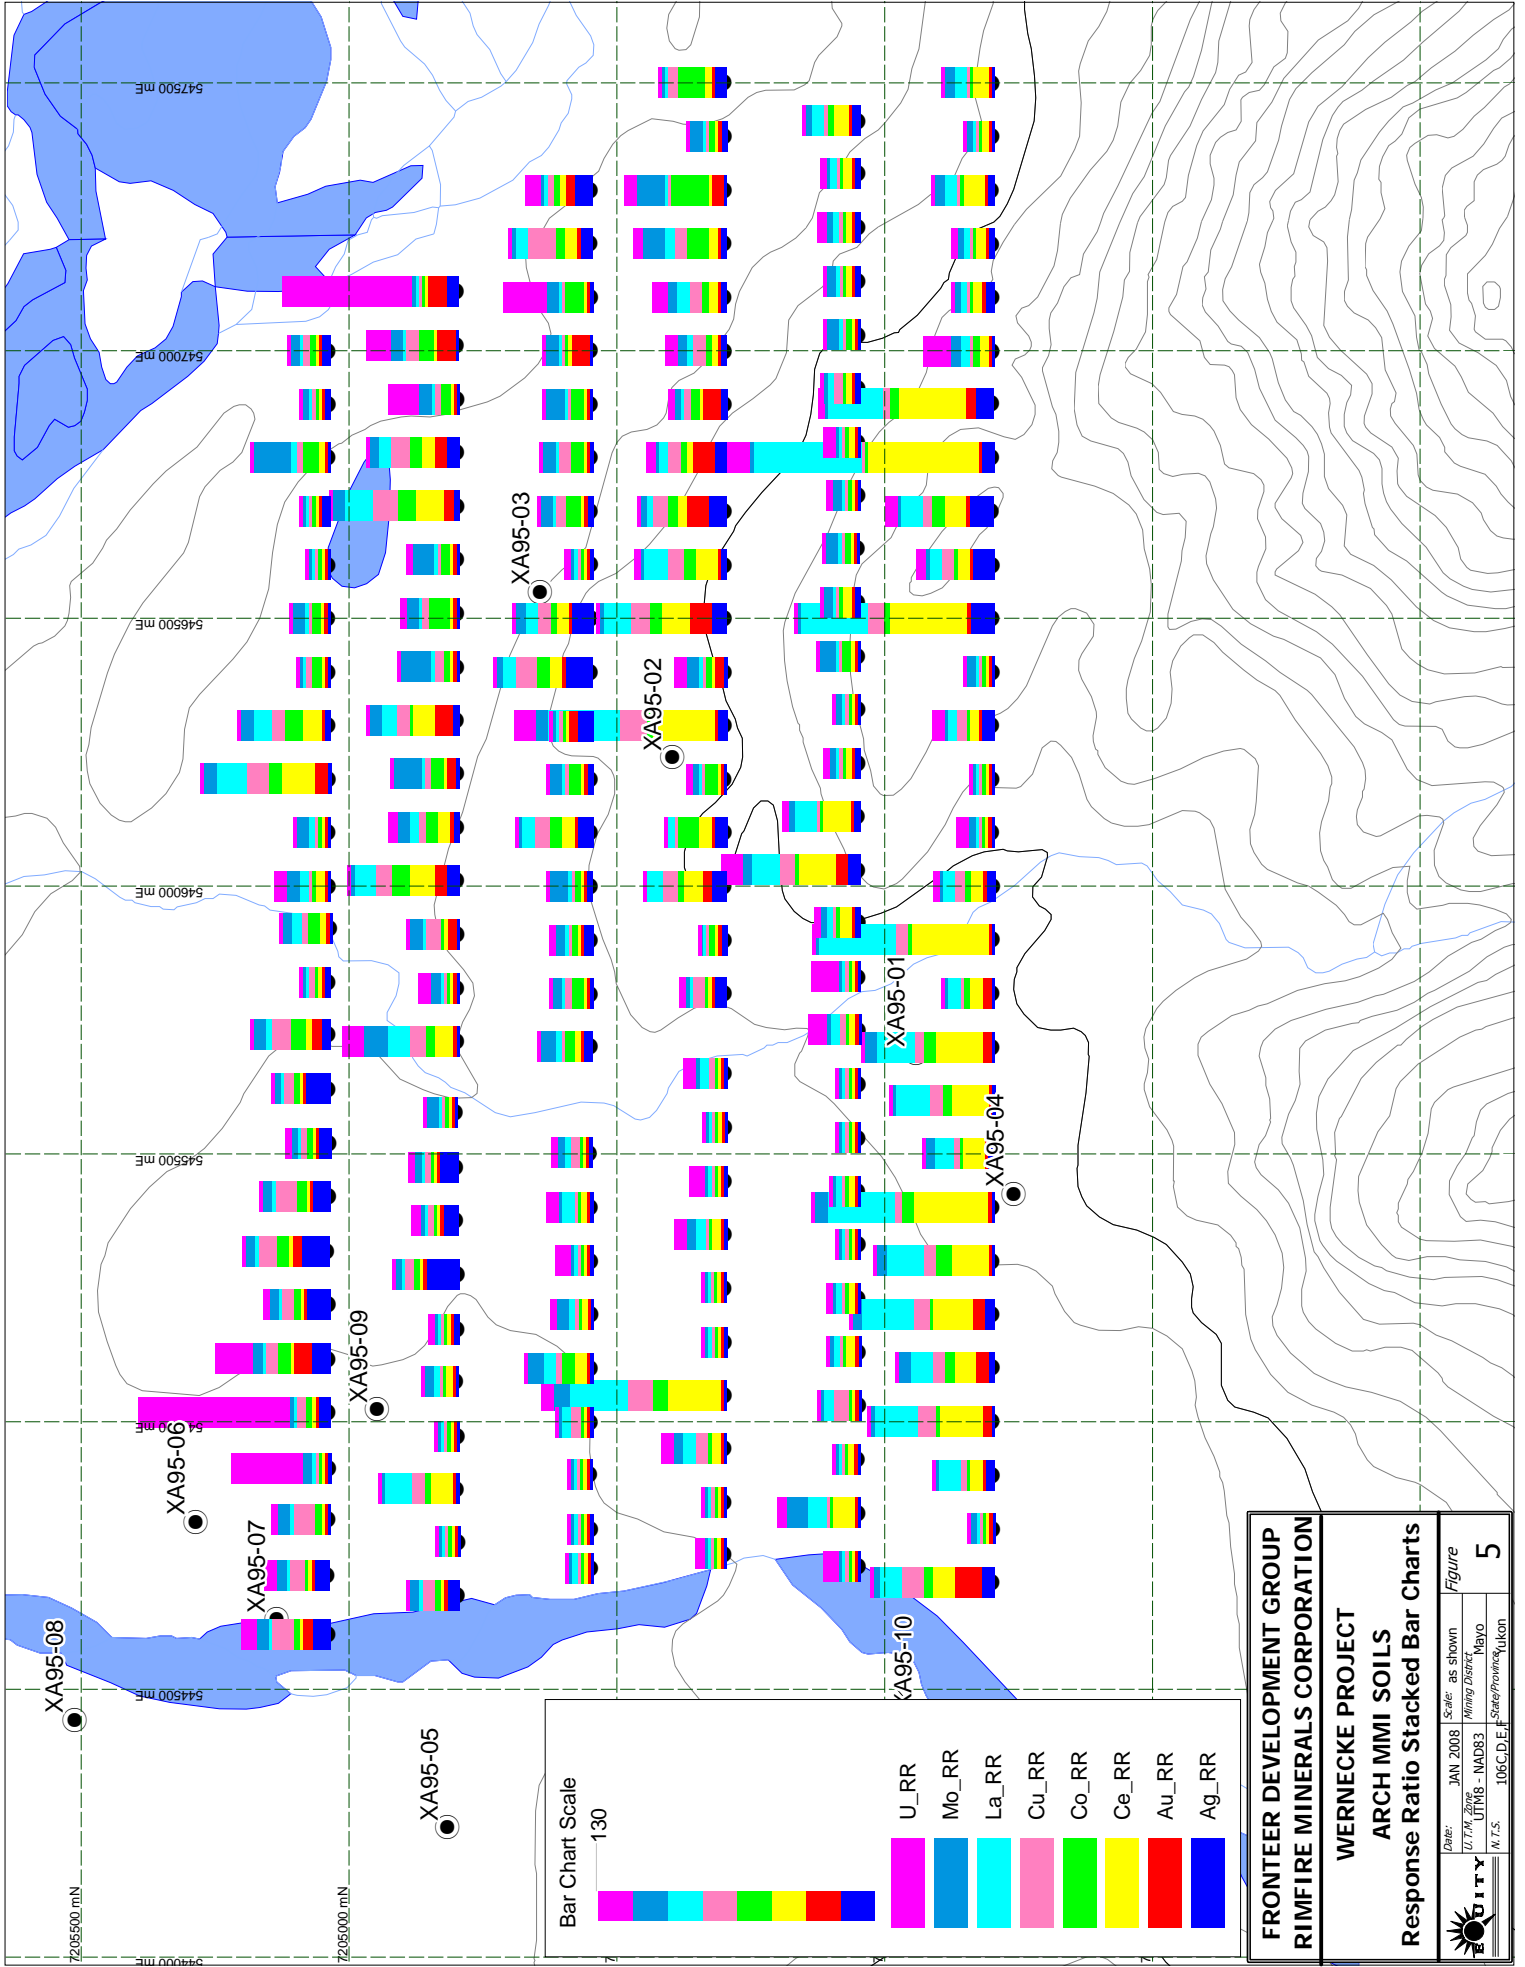 547500 mE
547000 mE
546500 mE
546000 mE
545500 mE
544500 mE
544000 mE
7205500 mN
7205000 mN
XA95-03
XA95-02
XA95-01
XA95-04
XA95-09
XA95-06
XA95-07
XA95-08
XA95-10
XA95-05
Bar Chart Scale
130
U_RR
Mo_RR
La_RR
Cu_RR
Co_RR
Ce_RR
Au_RR
Ag_RR
FRONTEER DEVELOPMENT GROUP
RIMFIRE MINERALS CORPORATION
WERNECKE PROJECT
ARCH MMI SOILS
Response Ratio Stacked Bar Charts
EQUITY
Date: JAN 2008
Scale: as shown
Figure
5
U.T.M. Zone UTM8 - NAD83
Mining District Mayo
N.T.S. 106C,D,E,F
State/Province Yukon